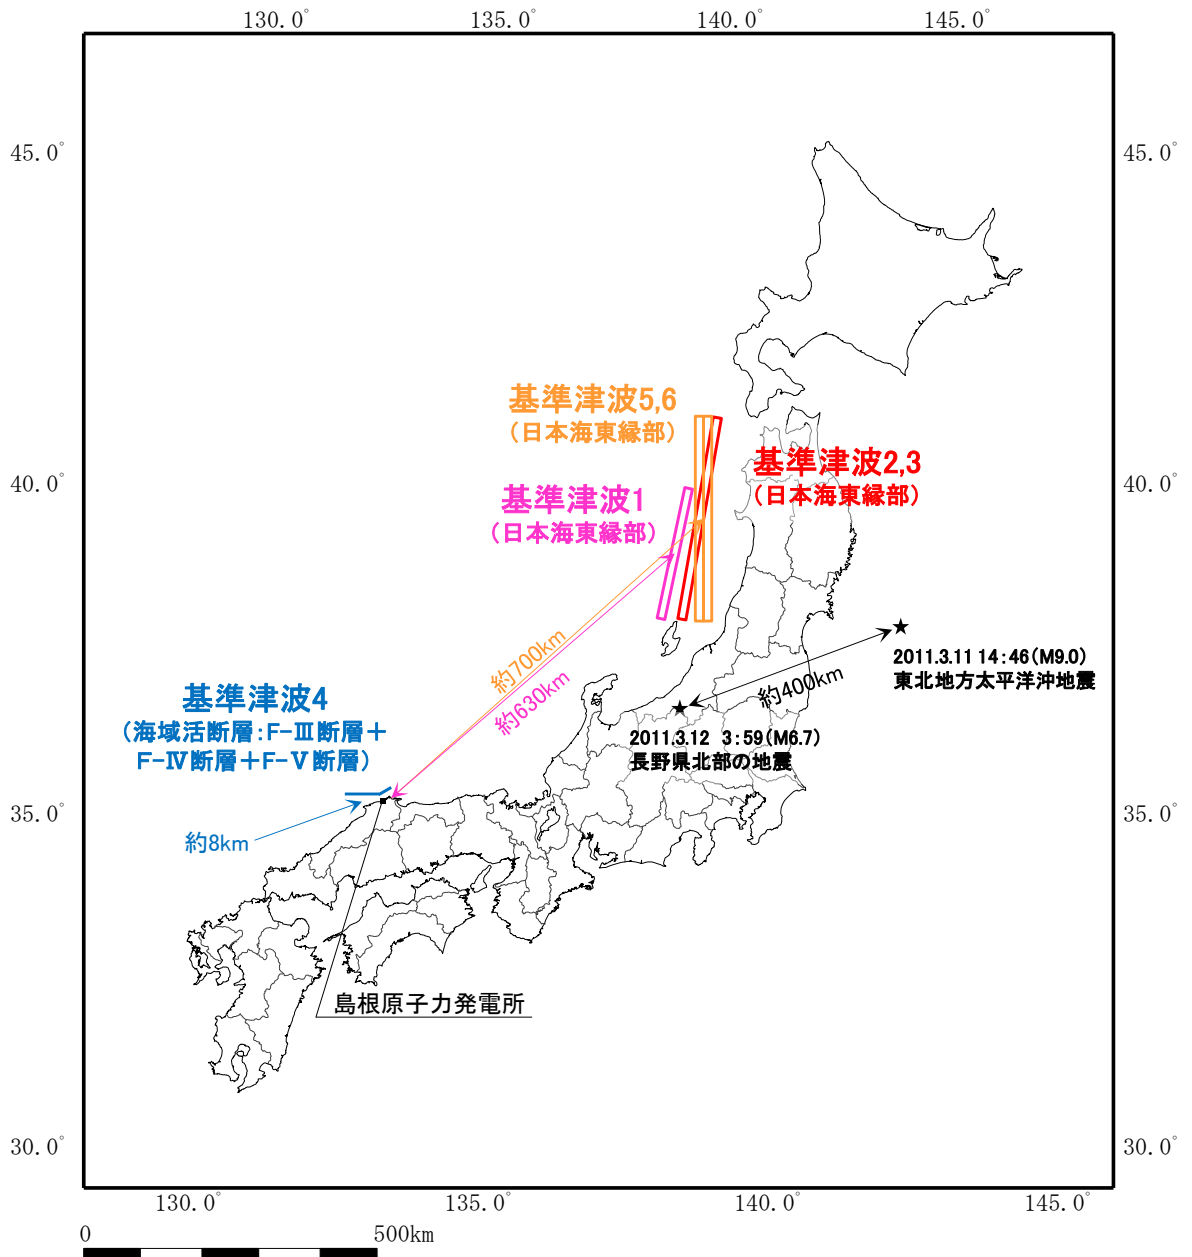 130.0° 135.0° 140.0° 145.0°
45.0° 45.0°
基準津波5,6
(日本海東縁部)
基準津波2,3
(日本海東縁部)
40.0° 40.0°
基準津波1
(日本海東縁部)
約700km
約630km
2011.3.11 14:46(M9.0)
東北地方太平洋沖地震
約400km
2011.3.12 3:59(M6.7)
長野県北部の地震
基準津波4
(海域活断層:F-Ⅲ断層+
F-Ⅳ断層+F-Ⅴ断層)
35.0° 35.0°
約8km
島根原子力発電所
30.0° 30.0°
130.0° 135.0° 140.0° 145.0°
0 500km